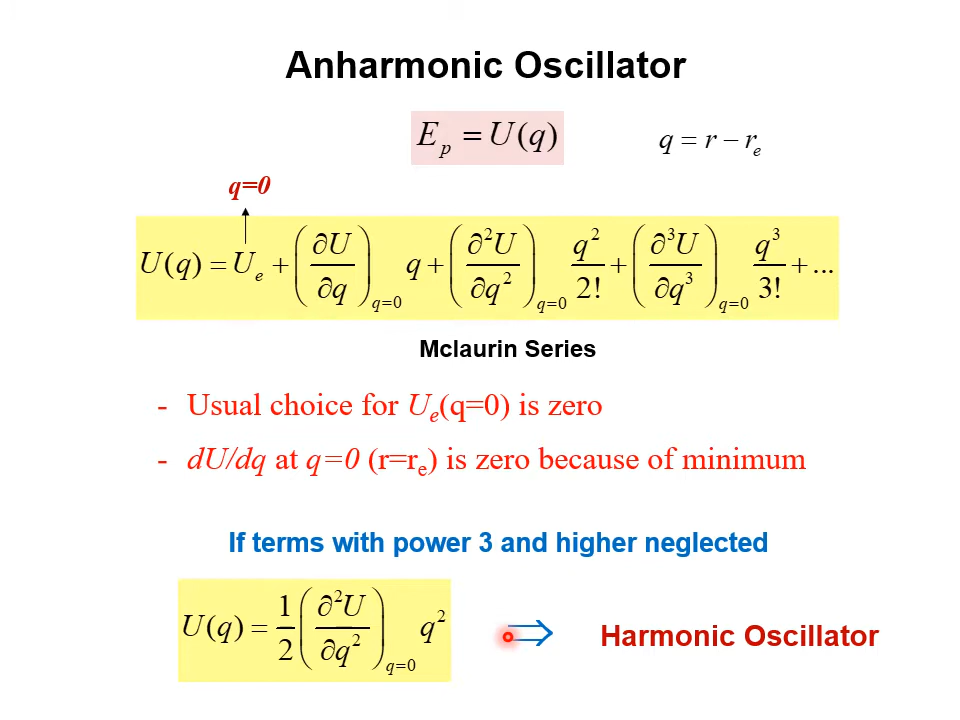 Anharmonic Oscillator
E_p = U(q)
q = r − r_e
q=0
U(q) = U_e + (∂U/∂q)_{q=0} q + (∂²U/∂q²)_{q=0} q²/2! + (∂³U/∂q³)_{q=0} q³/3! + ...
Mclaurin Series
- Usual choice for U_e(q=0) is zero
- dU/dq at q=0 (r=r_e) is zero because of minimum
If terms with power 3 and higher neglected
U(q) = 1/2 (∂²U/∂q²)_{q=0} q² ⇒ Harmonic Oscillator